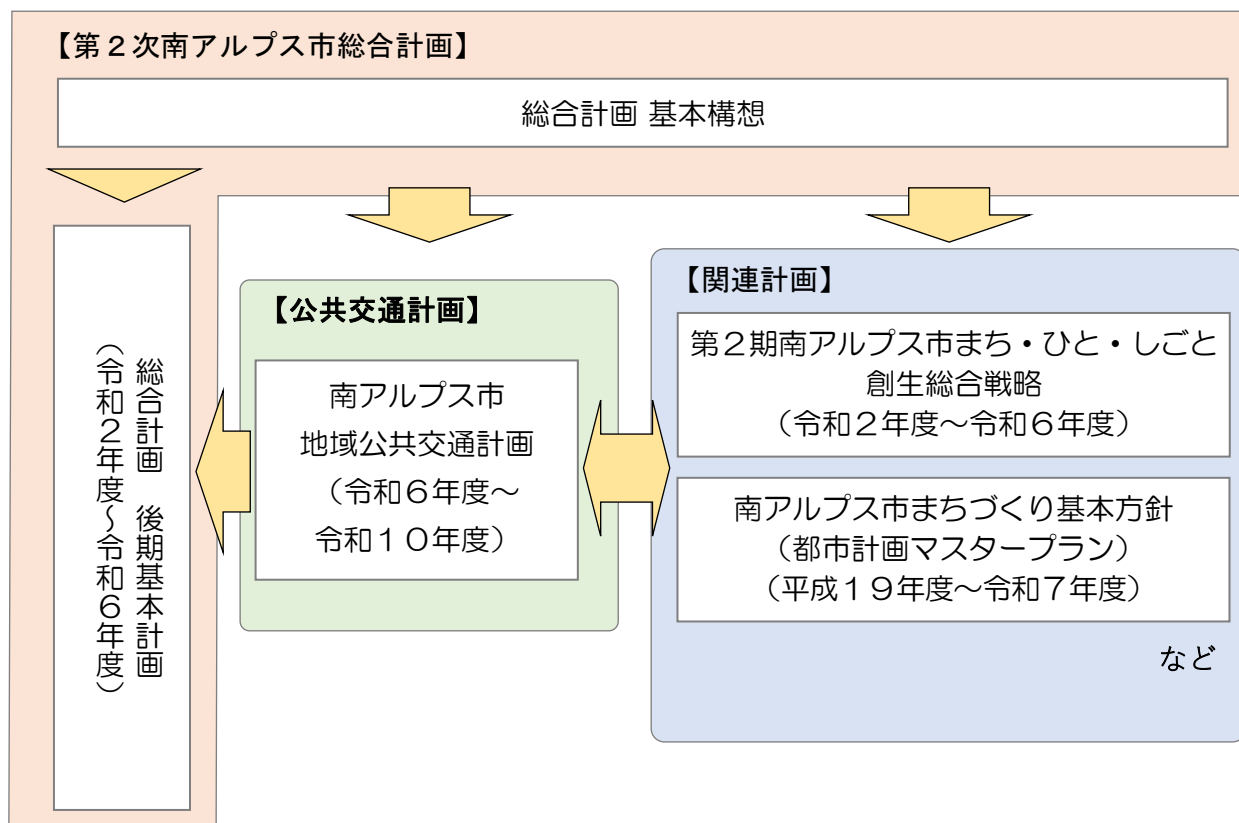 【第２次南アルプス市総合計画】
総合計画 基本構想
総合計画　後期基本計画
（令和２年度～令和６年度）
【公共交通計画】
南アルプス市
地域公共交通計画
（令和６年度～
令和１０年度）
【関連計画】
第２期南アルプス市まち・ひと・しごと
創生総合戦略
（令和２年度～令和６年度）
南アルプス市まちづくり基本方針
（都市計画マスタープラン）
（平成１９年度～令和７年度）
など